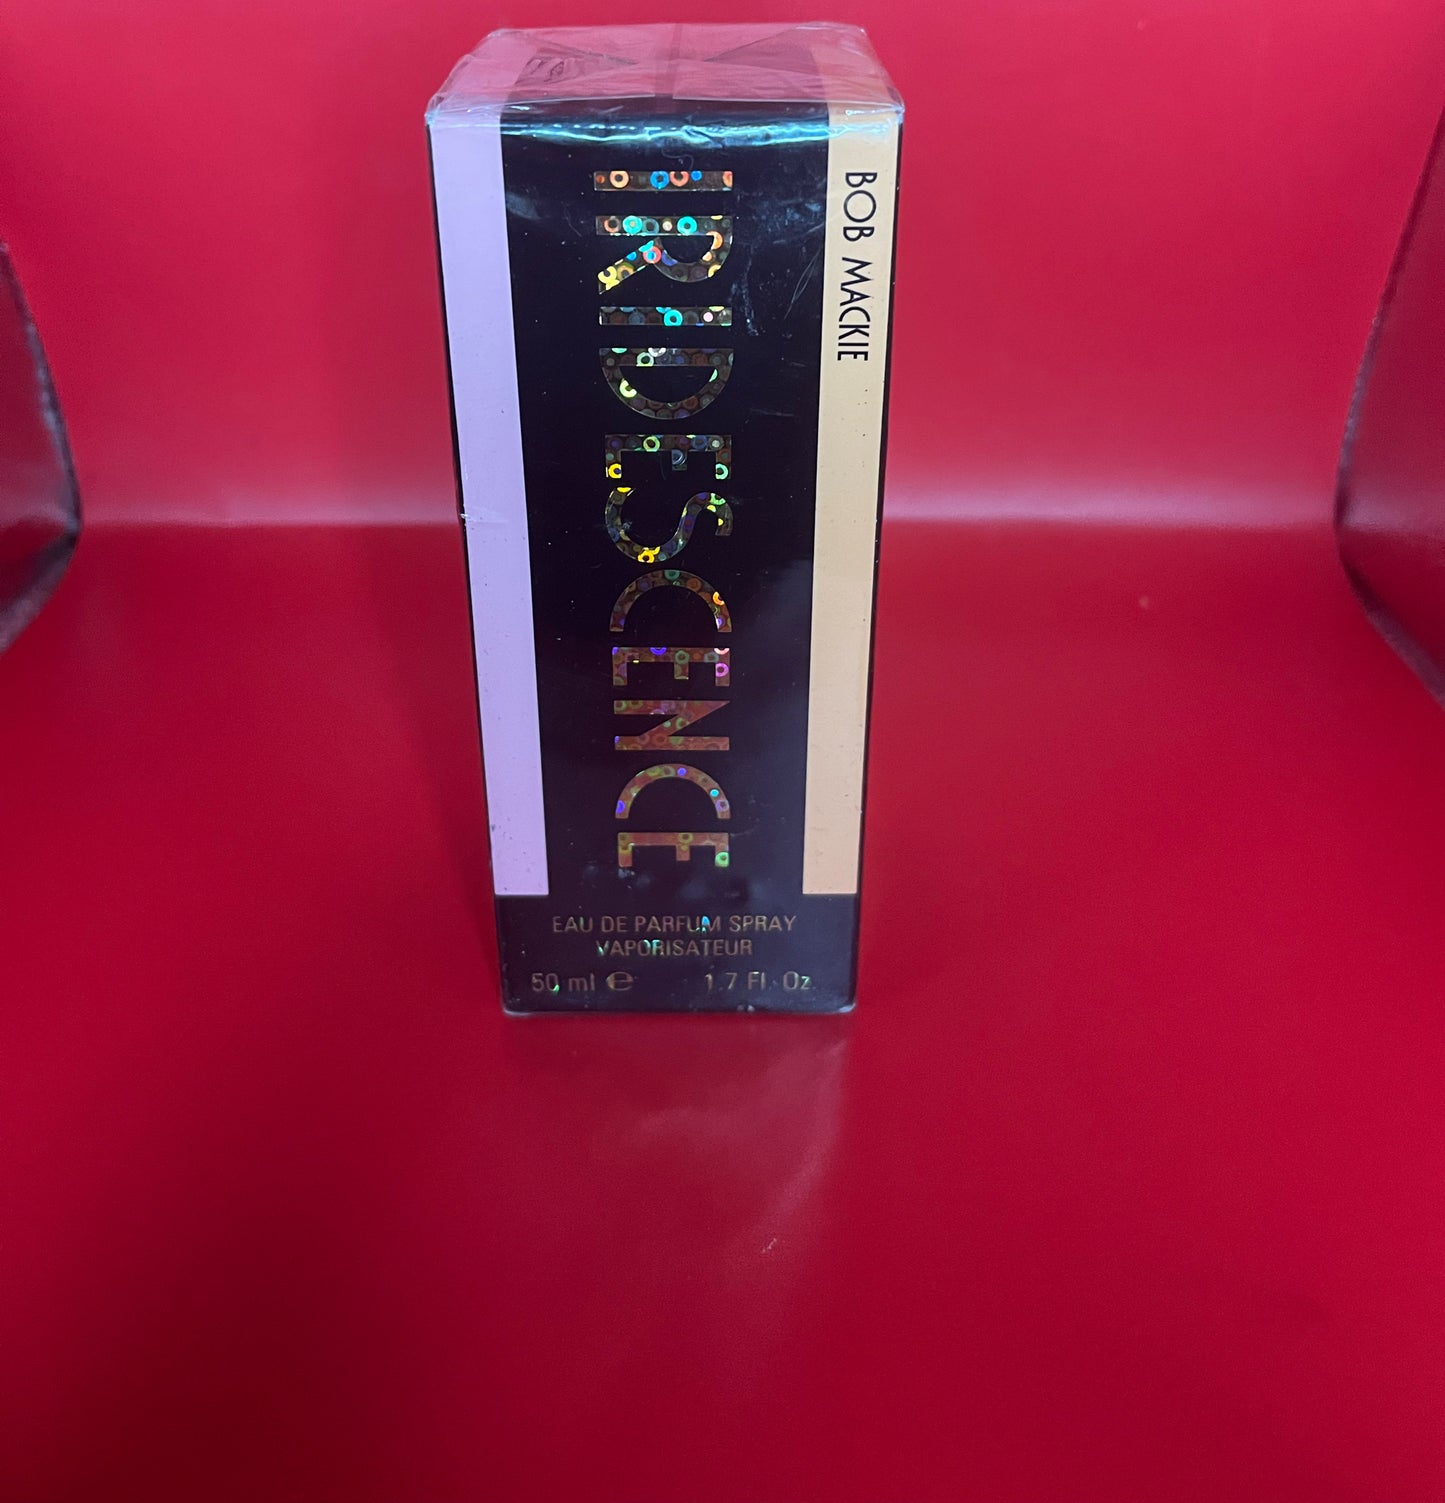 IRIDESCENCE
BOB MACKIE
EAU DE PARFUM SPRAY
VAPORISATEUR
50 ml ℮ 1.7 Fl. Oz.